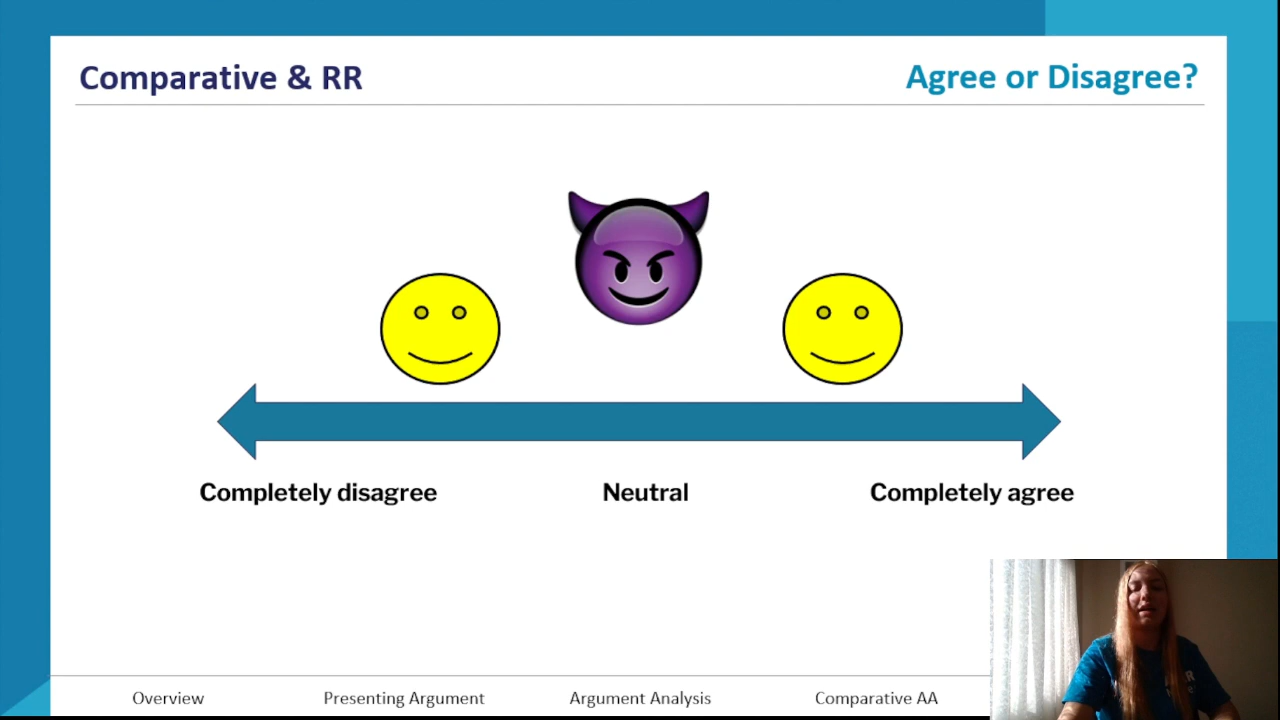 Comparative & RR
Agree or Disagree?
Completely disagree
Neutral
Completely agree
Overview
Presenting Argument
Argument Analysis
Comparative AA